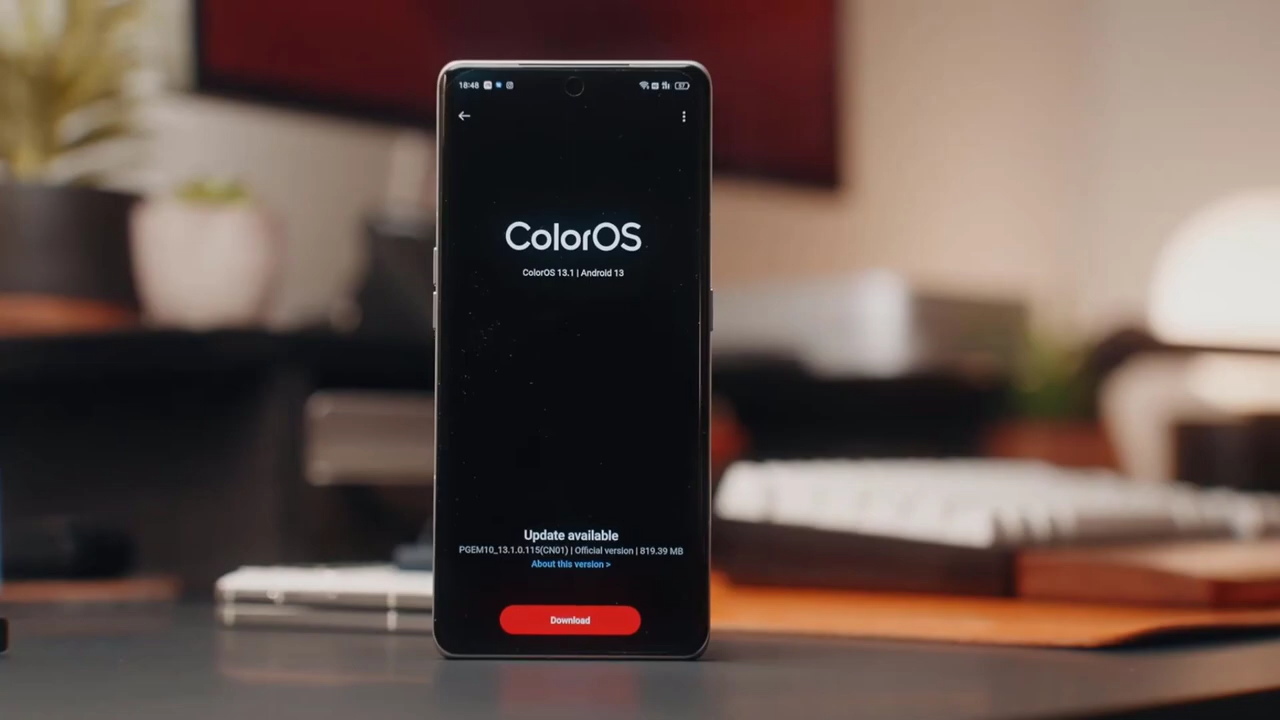 18:48
87
ColorOS
ColorOS 13.1 | Android 13
Update available
PGEM10_13.1.0.115(CN01) | Official version | 819.39 MB
About this version >
Download